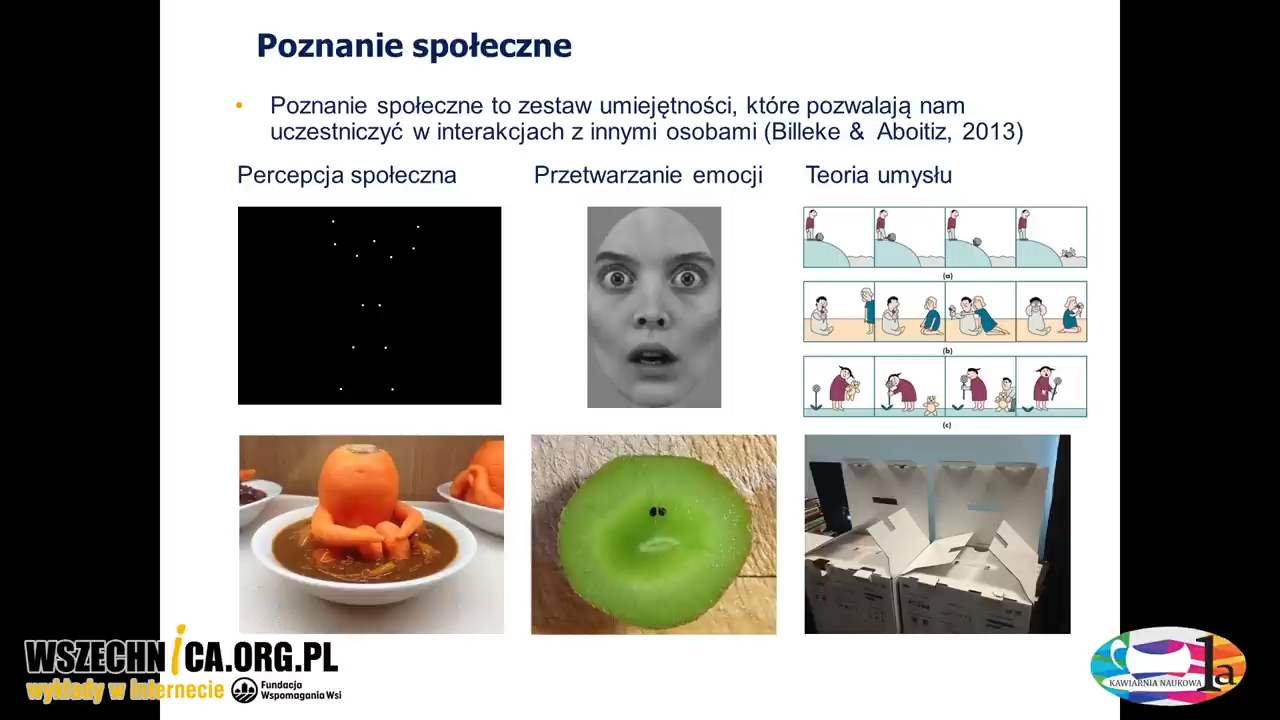 Poznanie społeczne
• Poznanie społeczne to zestaw umiejętności, które pozwalają nam
uczestniczyć w interakcjach z innymi osobami (Billeke & Aboitiz, 2013)
Percepcja społeczna
Przetwarzanie emocji
Teoria umysłu
(a)
(b)
(c)
WSZECHNiCA.ORG.PL
wykłady w internecie
Fundacja
Wspomagania Wsi
KAWIARNIA NAUKOWA 1a